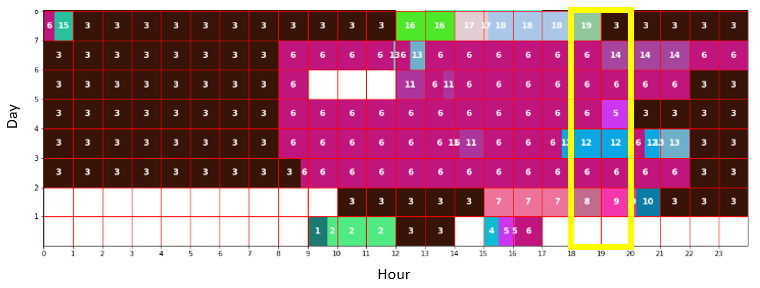 0
6 15 3 3 3 3 3 3 3 3 3 3 3 16 16 17 17 18 18 18 19 3 3 3 3 3
7
3 3 3 3 3 3 3 3 6 6 6 6 13 6 13 6 6 6 6 6 6 14 14 14 6 6
6
3 3 3 3 3 3 3 3 6 11 6 11 6 6 6 6 6 6 6 6 3 3
5
3 3 3 3 3 3 3 3 6 6 6 6 6 6 6 6 6 6 6 5 3 3 3 3
4
3 3 3 3 3 3 3 3 6 6 6 6 6 6 11 6 11 6 6 6 12 12 12 6 12 13 13 3 3
3
3 3 3 3 3 3 3 3 3 6 6 6 6 6 6 6 6 6 6 6 6 6 6 3 3
2
3 3 3 3 3 7 7 7 8 9 10 3 3 3
1
1 2 2 2 3 3 4 5 5 6
0 1 2 3 4 5 6 7 8 9 10 11 12 13 14 15 16 17 18 19 20 21 22 23
Day
Hour